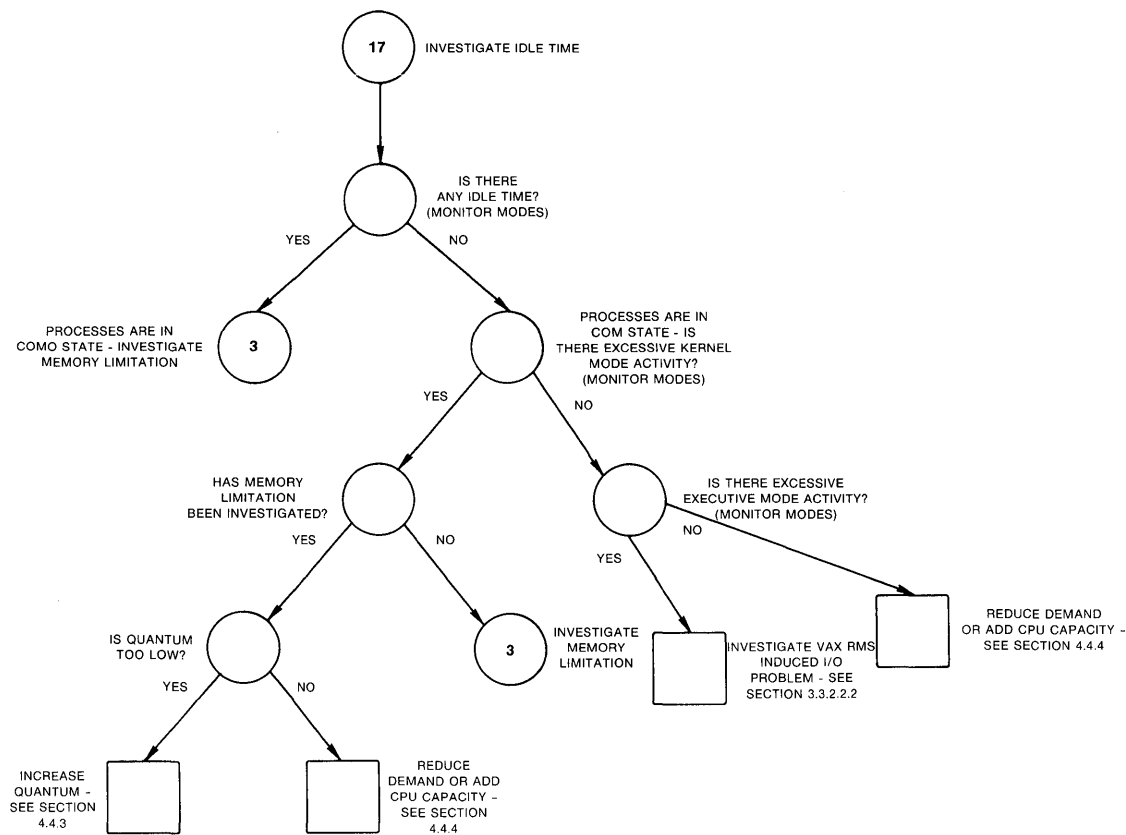 17
INVESTIGATE IDLE TIME
IS THERE
ANY IDLE TIME?
(MONITOR MODES)
YES
NO
PROCESSES ARE IN
COMO STATE - INVESTIGATE
MEMORY LIMITATION
3
PROCESSES ARE IN
COM STATE - IS
THERE EXCESSIVE KERNEL
MODE ACTIVITY?
(MONITOR MODES)
YES
NO
HAS MEMORY
LIMITATION
BEEN INVESTIGATED?
IS THERE EXCESSIVE
EXECUTIVE MODE ACTIVITY?
(MONITOR MODES)
YES
NO
YES
NO
IS QUANTUM
TOO LOW?
3
INVESTIGATE
MEMORY
LIMITATION
INVESTIGATE VAX RMS
INDUCED I/O
PROBLEM - SEE
SECTION 3.3.2.2.2
REDUCE DEMAND
OR ADD CPU CAPACITY -
SEE SECTION 4.4.4
YES
NO
INCREASE
QUANTUM -
SEE SECTION
4.4.3
REDUCE
DEMAND OR ADD
CPU CAPACITY -
SEE SECTION
4.4.4